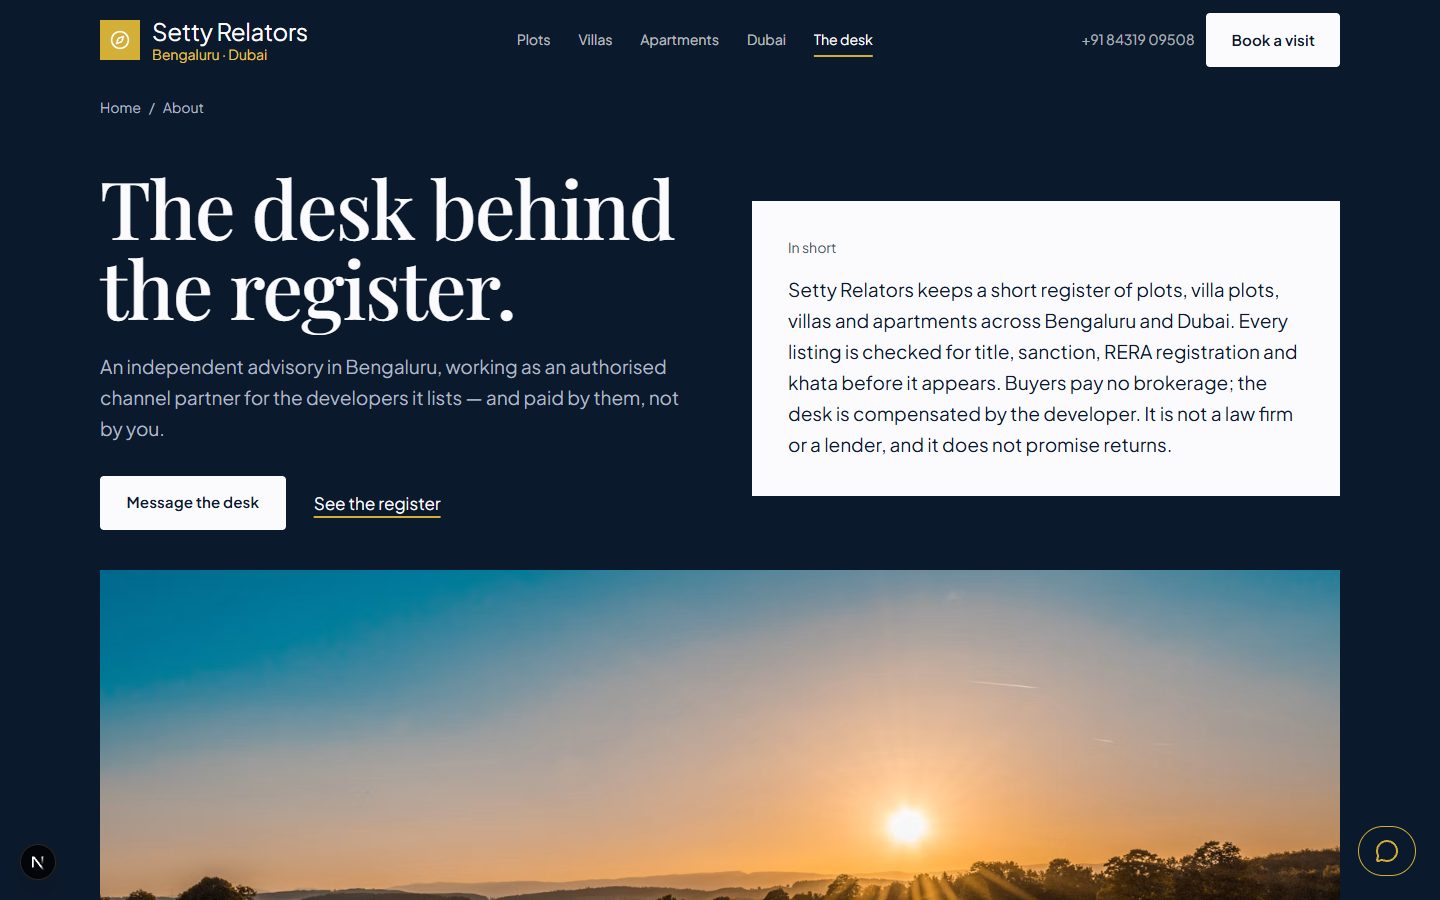 Setty Relators
Bengaluru · Dubai
Plots
Villas
Apartments
Dubai
The desk
+91 84319 09508
Book a visit
Home / About
The desk behind
the register.
An independent advisory in Bengaluru, working as an authorised
channel partner for the developers it lists — and paid by them, not
by you.
Message the desk
See the register
In short
Setty Relators keeps a short register of plots, villa plots,
villas and apartments across Bengaluru and Dubai. Every
listing is checked for title, sanction, RERA registration and
khata before it appears. Buyers pay no brokerage; the
desk is compensated by the developer. It is not a law firm
or a lender, and it does not promise returns.
N